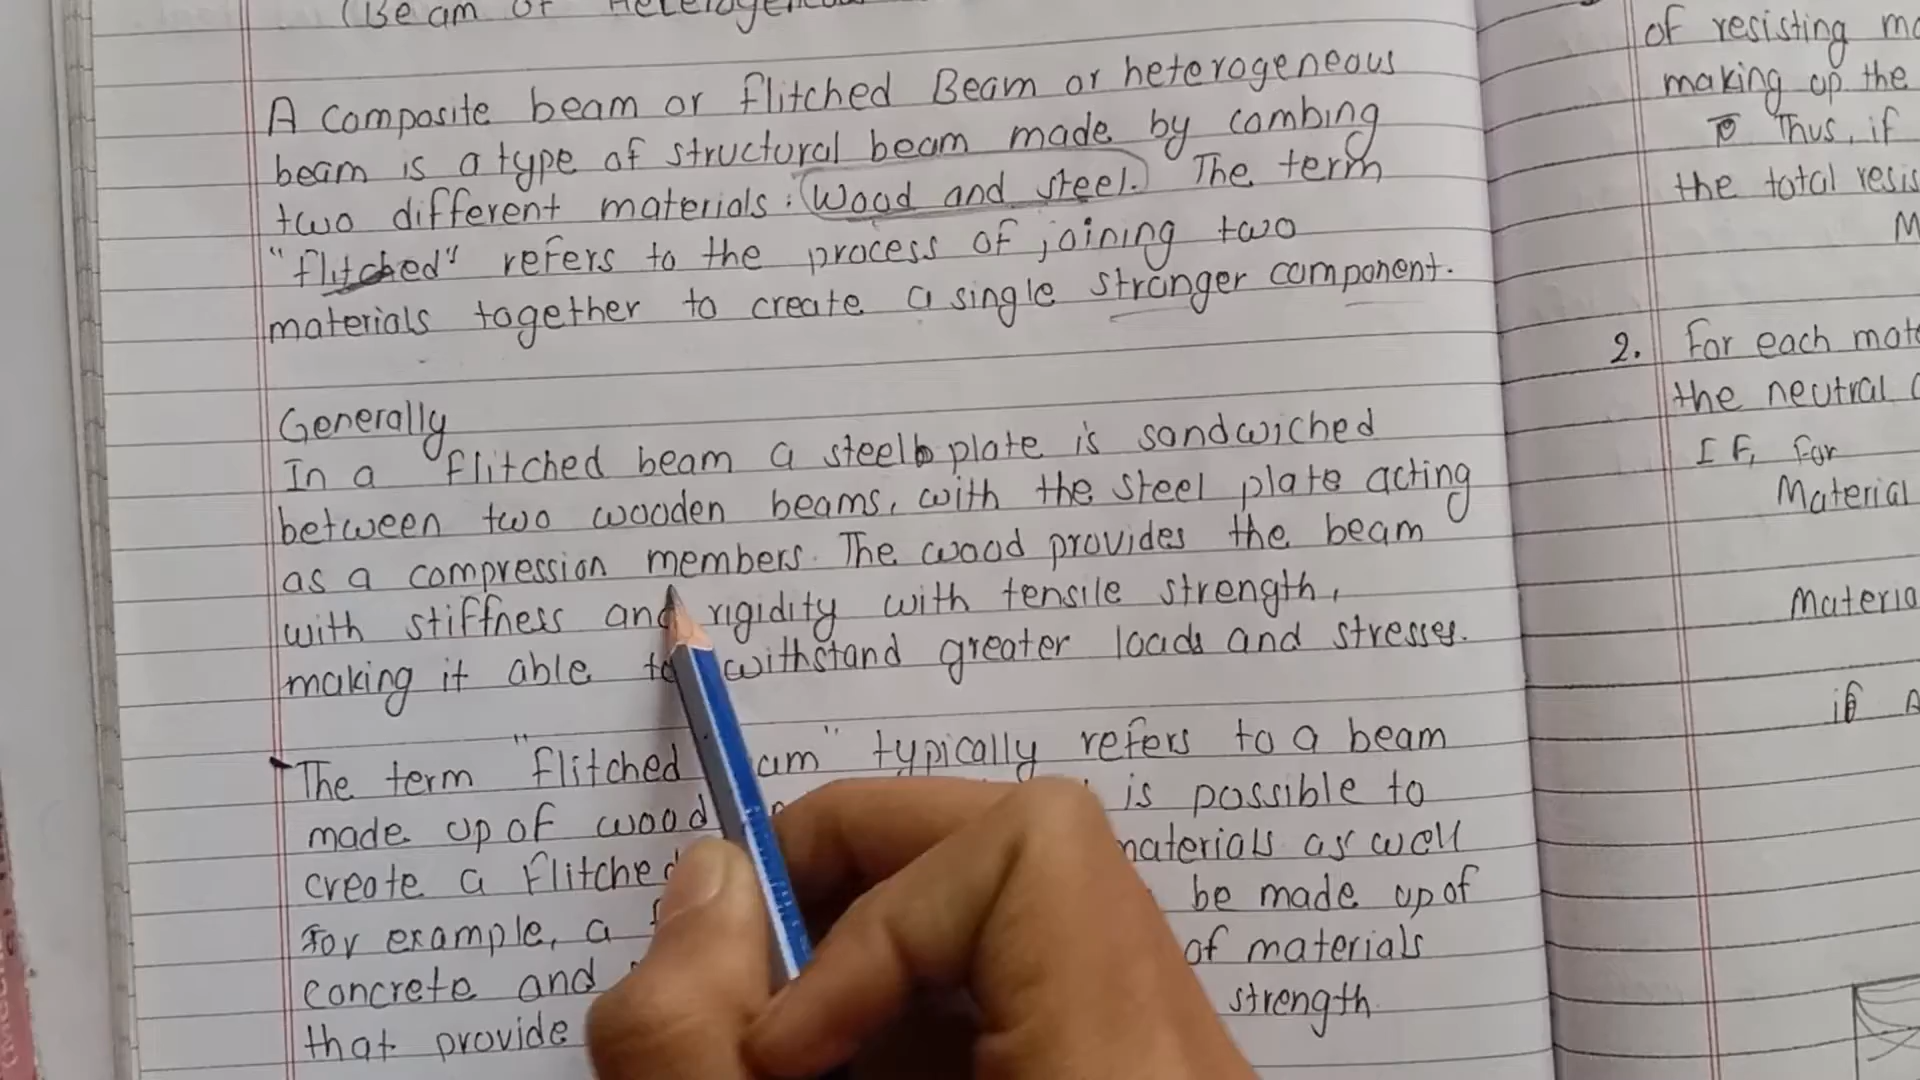 (Beam of Heterogeneous
A composite beam or flitched Beam or heterogeneous
beam is a type of structural beam made by combing
two different materials: Wood and steel. The term
"flitched" refers to the process of joining two
materials together to create a single stronger component.
Generally
In a flitched beam a steel plate is sandwiched
between two wooden beams, with the steel plate acting
as a compression members. The wood provides the beam
with stiffness and rigidity with tensile strength,
making it able to withstand greater loads and stresses.
The term "flitched beam" typically refers to a beam
made up of wood is possible to
create a flitched materials as well
for example, a be made up of
concrete and of materials
that provide strength
of resisting
making up the
Thus, if
the total
M
2. For each
the neutral
If, for
Material
Material
if A